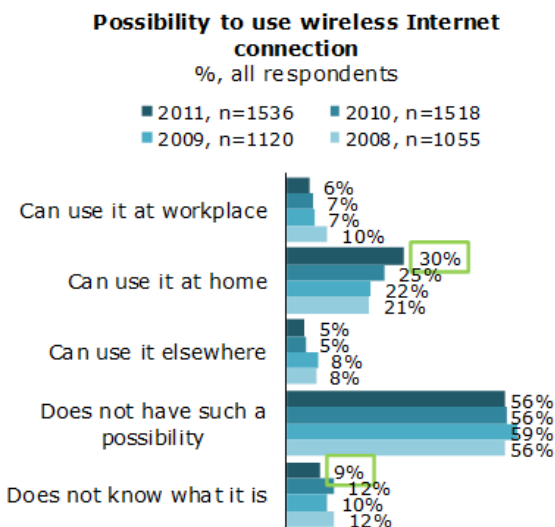 Possibility to use wireless Internet
connection
%, all respondents
2011, n=1536 2010, n=1518
2009, n=1120 2008, n=1055
Can use it at workplace
6%
7%
7%
10%
Can use it at home
30%
25%
22%
21%
Can use it elsewhere
5%
5%
8%
8%
Does not have such a
possibility
56%
56%
59%
56%
Does not know what it is
9%
12%
10%
12%